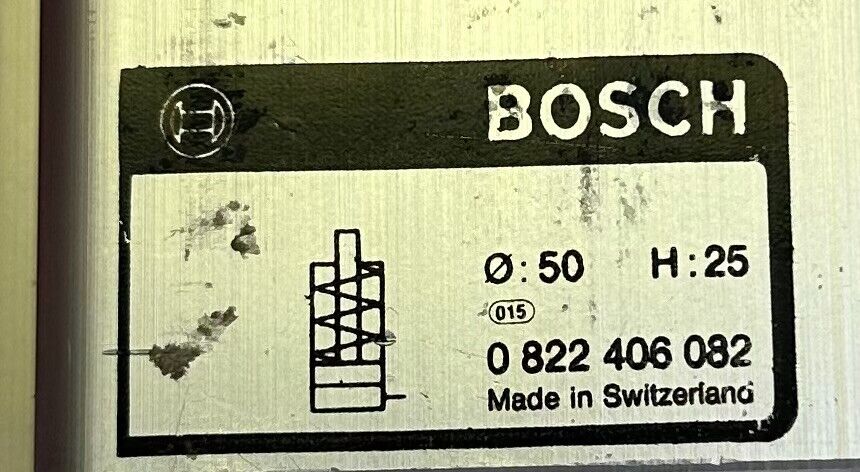 BOSCH
Ø: 50 H: 25
015
0 822 406 082
Made in Switzerland